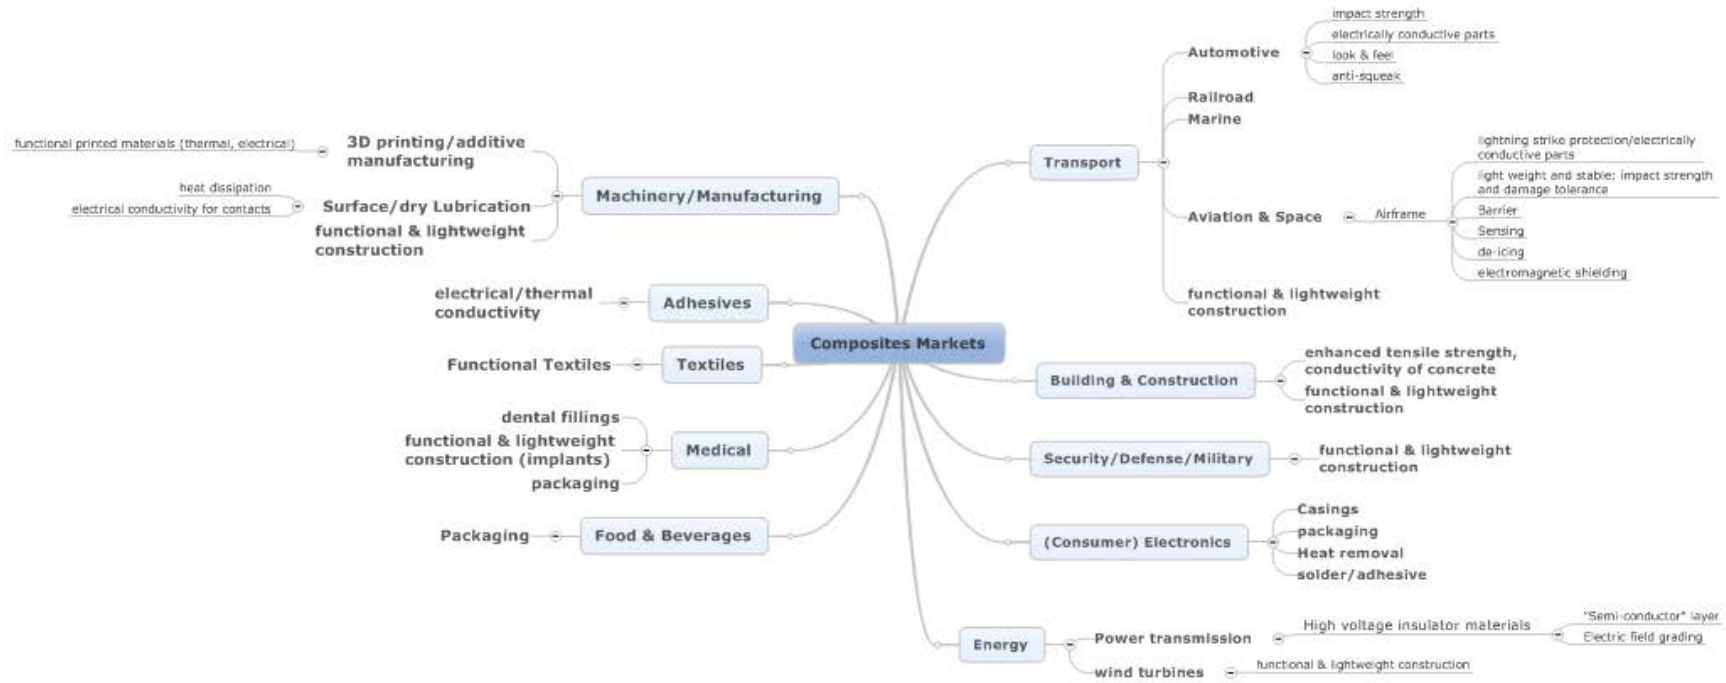 impact strength
electrically conductive parts
look & feel
anti-squeak
Automotive
Railroad
Marine
Transport
lightning strike protection/electrically
conductive parts
light weight and stable: impact strength
and damage tolerance
Barrier
Sensing
de-icing
electromagnetic shielding
Airframe
Aviation & Space
functional & lightweight
construction
functional printed materials (thermal, electrical)
3D printing/additive
manufacturing
heat dissipation
electrical conductivity for contacts
Surface/dry Lubrication
functional & lightweight
construction
Machinery/Manufacturing
electrical/thermal
conductivity
Adhesives
Composites Markets
Functional Textiles
Textiles
Building & Construction
enhanced tensile strength,
conductivity of concrete
functional & lightweight
construction
dental fillings
functional & lightweight
construction (implants)
packaging
Medical
Security/Defense/Military
functional & lightweight
construction
Packaging
Food & Beverages
(Consumer) Electronics
Casings
packaging
Heat removal
solder/adhesive
Energy
Power transmission
High voltage insulator materials
"Semi-conductor" layer
Electric field grading
wind turbines
functional & lightweight construction